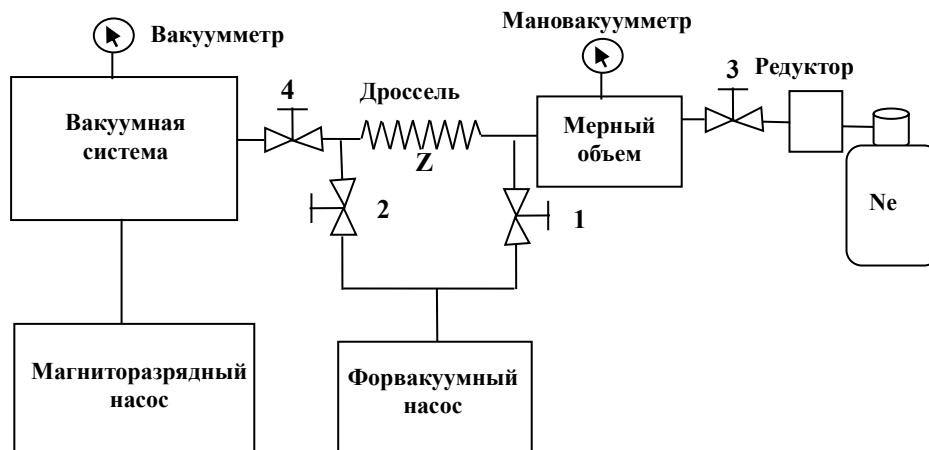 Вакуумметр
Мановакуумметр
4
Дроссель
3
Редуктор
Вакуумная
система
Z
Мерный
объем
Ne
2
1
Магниторазрядный
насос
Форвакуумный
насос